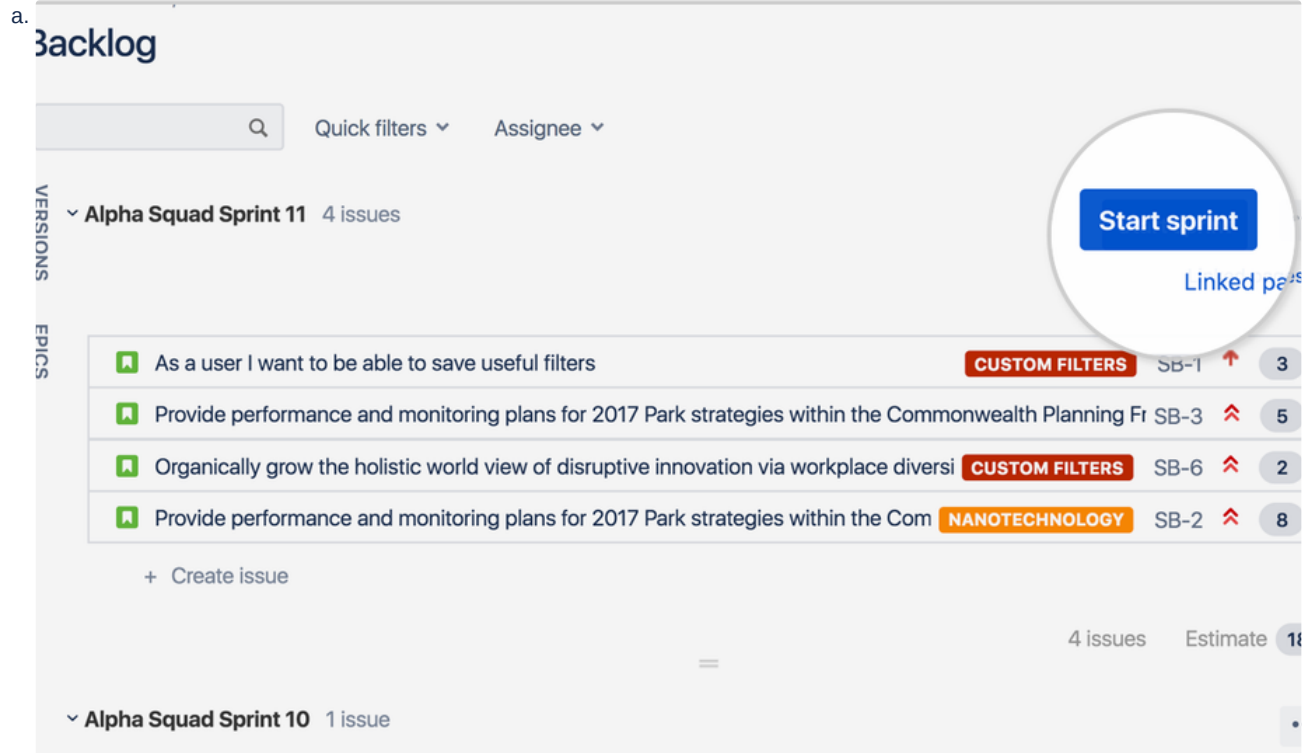 a.
Backlog
Quick filters Assignee
VERSIONS
Alpha Squad Sprint 11 4 issues
Start sprint
Linked pa
EPICS
As a user I want to be able to save useful filters CUSTOM FILTERS SB-1 3
Provide performance and monitoring plans for 2017 Park strategies within the Commonwealth Planning Fr SB-3 5
Organically grow the holistic world view of disruptive innovation via workplace diversi CUSTOM FILTERS SB-6 2
Provide performance and monitoring plans for 2017 Park strategies within the Com NANOTECHNOLOGY SB-2 8
+ Create issue
4 issues Estimate 18
Alpha Squad Sprint 10 1 issue